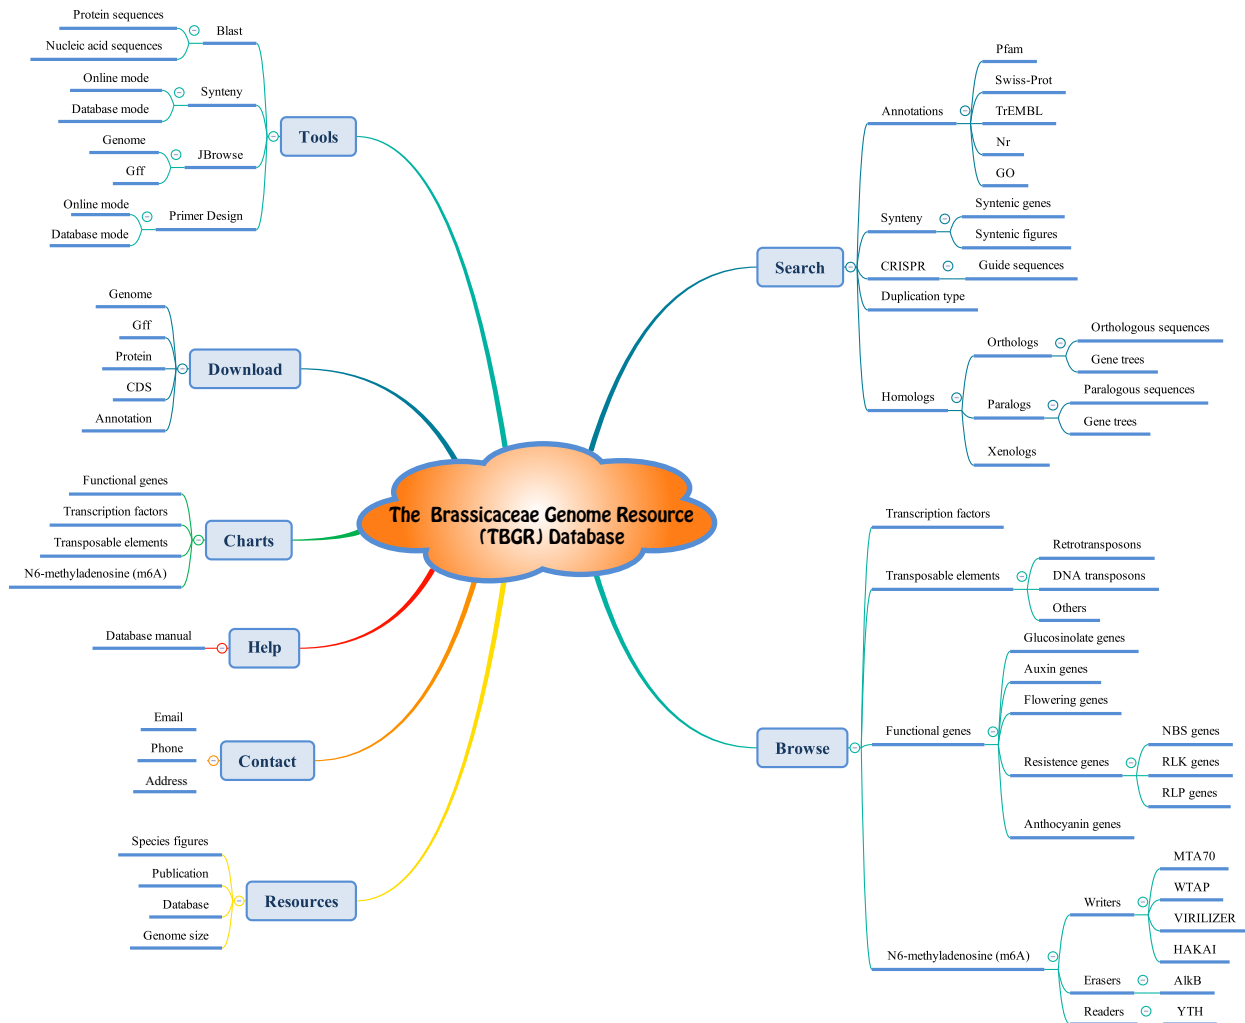 Protein sequences
Nucleic acid sequences
Blast
Online mode
Database mode
Synteny
Genome
Gff
JBrowse
Online mode
Database mode
Primer Design
Tools
Genome
Gff
Protein
CDS
Annotation
Download
Functional genes
Transcription factors
Transposable elements
N6-methyladenosine (m6A)
Charts
Database manual
Help
Email
Phone
Address
Contact
Species figures
Publication
Database
Genome size
Resources
The Brassicaceae Genome Resource
(TBGR) Database
Search
Annotations
Pfam
Swiss-Prot
TrEMBL
Nr
GO
Synteny
Syntenic genes
Syntenic figures
CRISPR
Guide sequences
Duplication type
Homologs
Orthologs
Orthologous sequences
Gene trees
Paralogs
Paralogous sequences
Gene trees
Xenologs
Browse
Transcription factors
Transposable elements
Retrotransposons
DNA transposons
Others
Functional genes
Glucosinolate genes
Auxin genes
Flowering genes
Resistence genes
NBS genes
RLK genes
RLP genes
Anthocyanin genes
N6-methyladenosine (m6A)
Writers
MTA70
WTAP
VIRILIZER
HAKAI
Erasers
AlkB
Readers
YTH